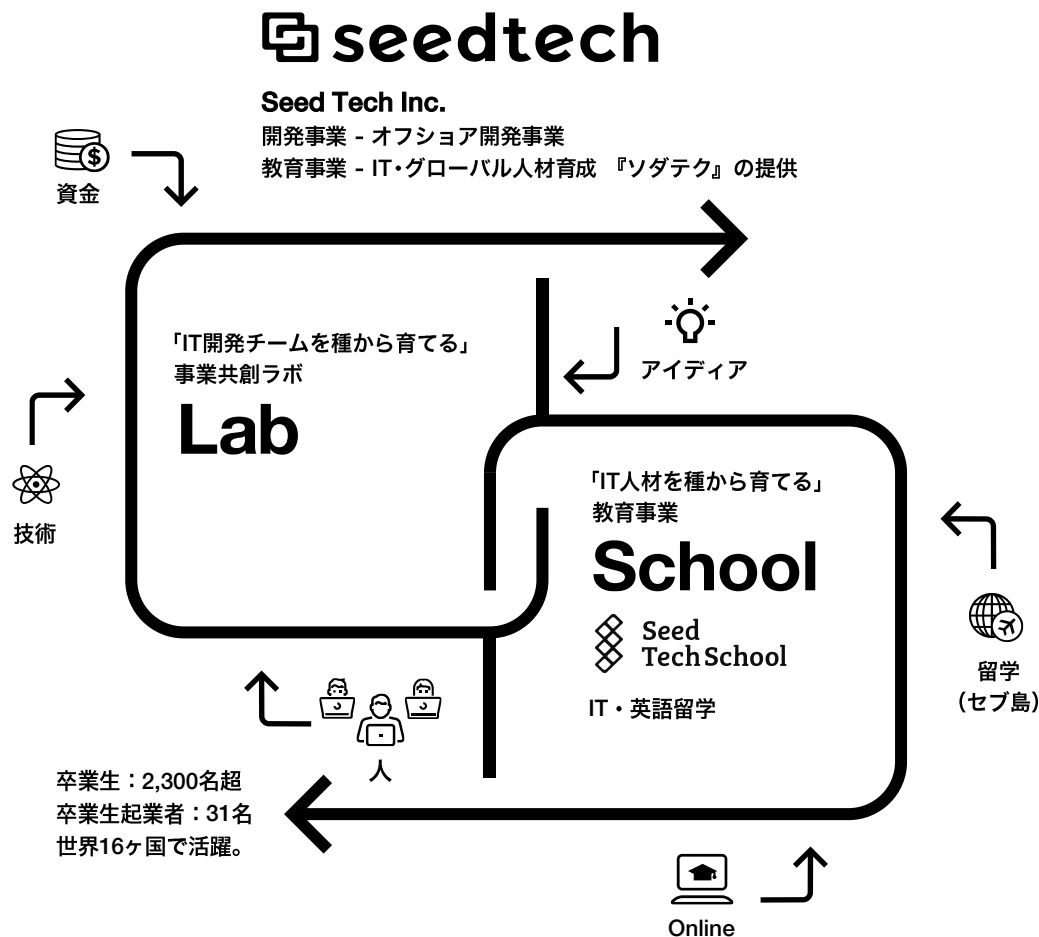 seedtech
Seed Tech Inc.
開発事業 - オフショア開発事業
教育事業 - IT・グローバル人材育成 『ソダテク』の提供
資金
「IT開発チームを種から育てる」
事業共創ラボ
Lab
アイディア
技術
「IT人材を種から育てる」
教育事業
School
Seed
Tech School
IT・英語留学
留学
(セブ島)
人
卒業生：2,300名超
卒業生起業者：31名
世界16ヶ国で活躍。
Online